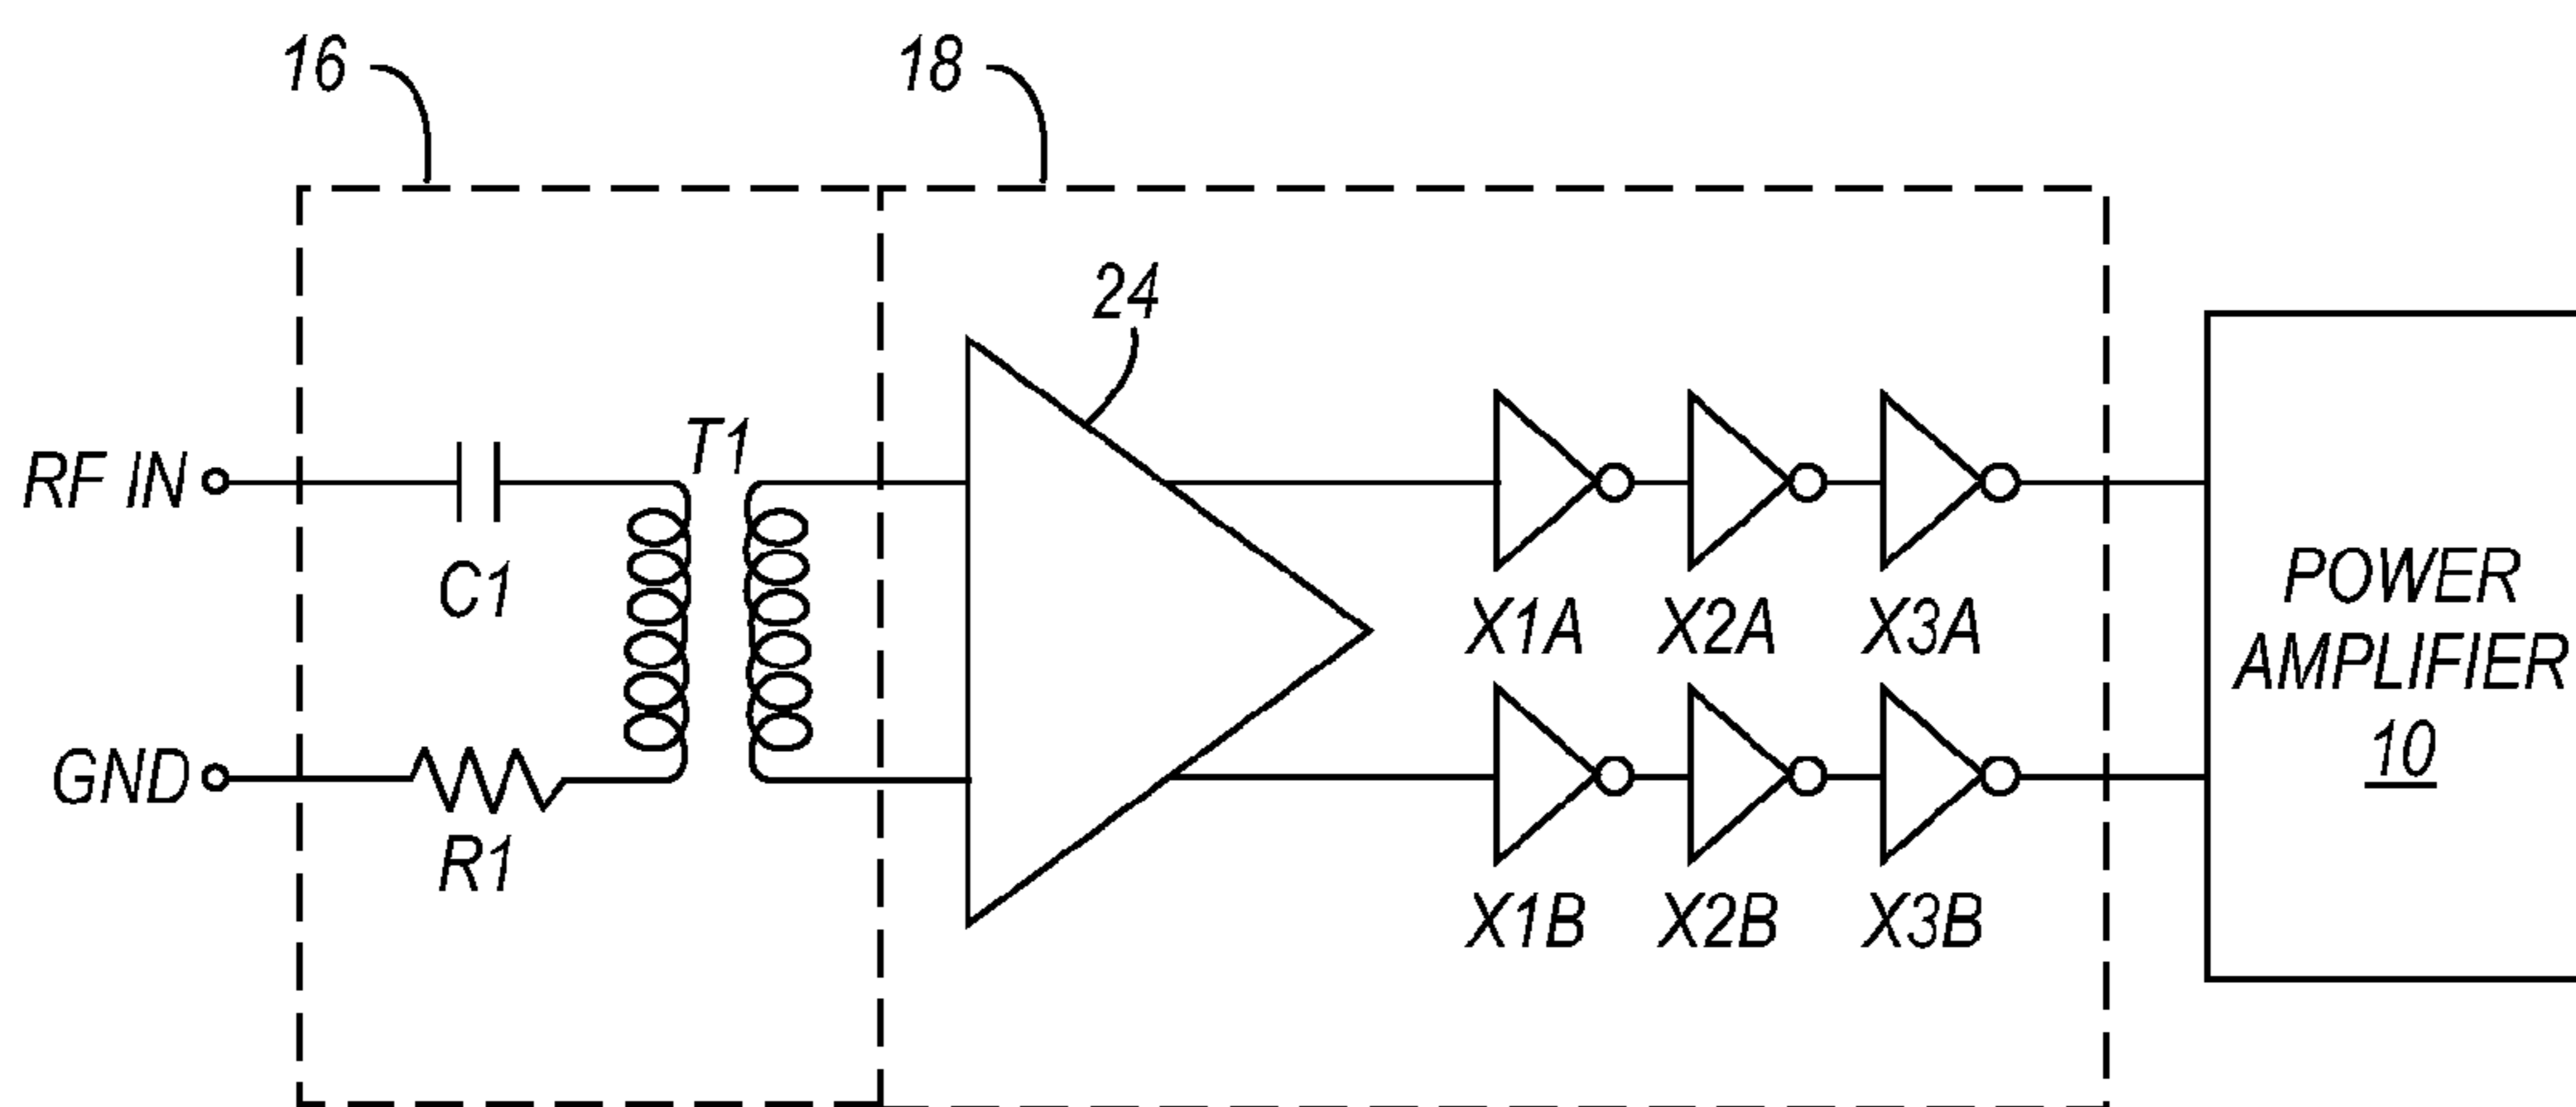 16
18
24
T1
RF IN
C1
GND
R1
X1A
X2A
X3A
X1B
X2B
X3B
POWER
AMPLIFIER
10